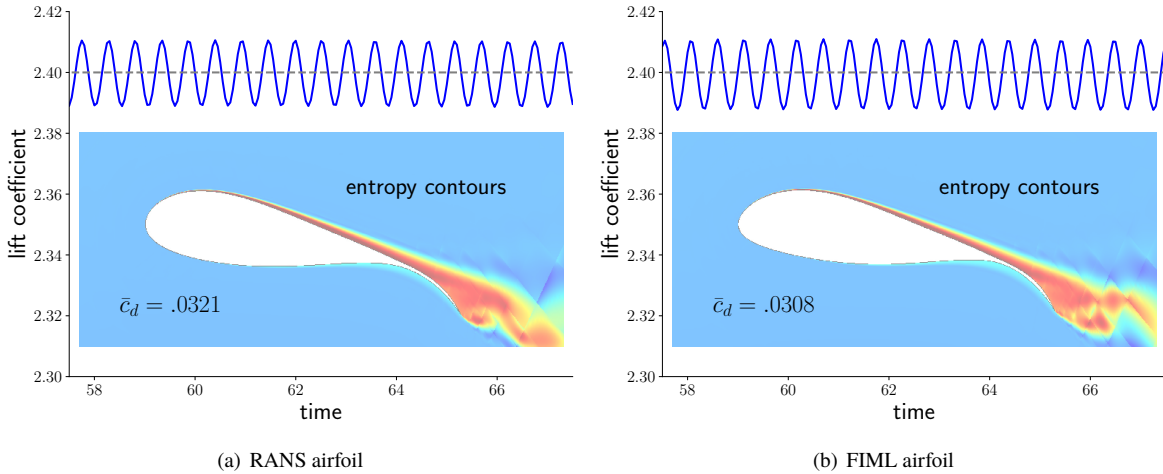 2.42
2.40
2.38
2.36
2.34
2.32
2.30
lift coefficient
entropy contours
c̄_d = .0321
58
60
62
64
66
time
(a) RANS airfoil
2.42
2.40
2.38
2.36
2.34
2.32
2.30
lift coefficient
entropy contours
c̄_d = .0308
58
60
62
64
66
time
(b) FIML airfoil